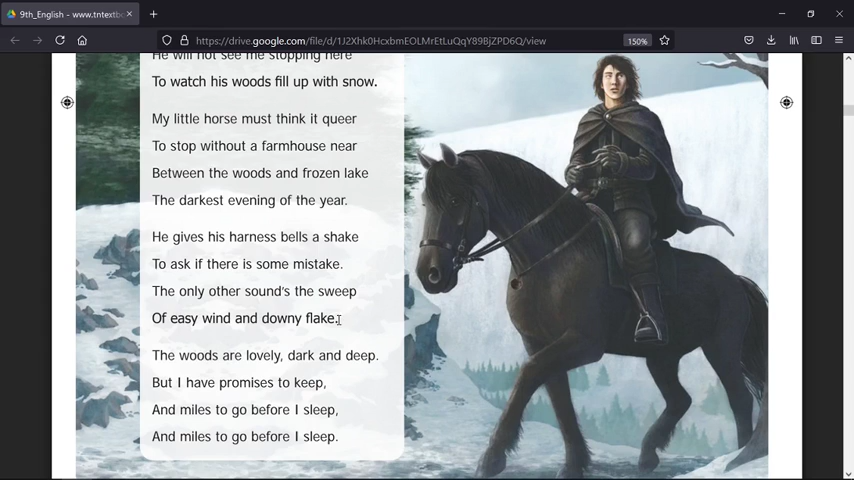 9th_English - www.tntextbo
https://drive.google.com/file/d/1J2Xhk0HcxbmEOLMrEtLuQqY89BjZPD6Q/view
150%
He will not see me stopping here
To watch his woods fill up with snow.
My little horse must think it queer
To stop without a farmhouse near
Between the woods and frozen lake
The darkest evening of the year.
He gives his harness bells a shake
To ask if there is some mistake.
The only other sound's the sweep
Of easy wind and downy flake.
The woods are lovely, dark and deep.
But I have promises to keep,
And miles to go before I sleep,
And miles to go before I sleep.